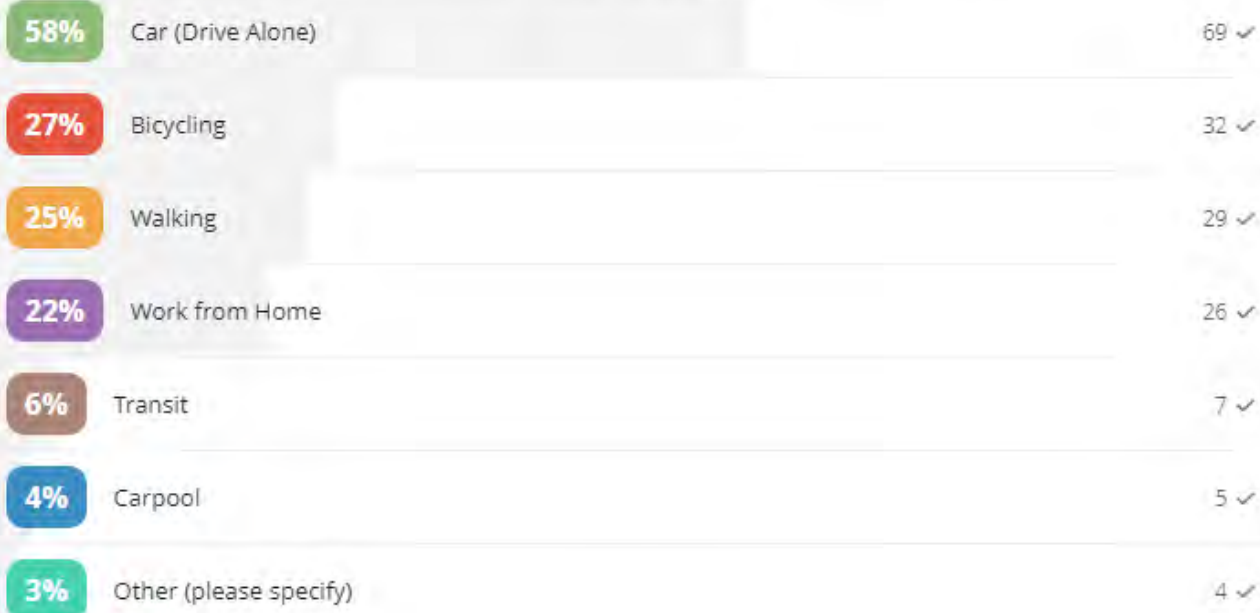 58% Car (Drive Alone) 69 ✓
27% Bicycling 32 ✓
25% Walking 29 ✓
22% Work from Home 26 ✓
6% Transit 7 ✓
4% Carpool 5 ✓
3% Other (please specify) 4 ✓